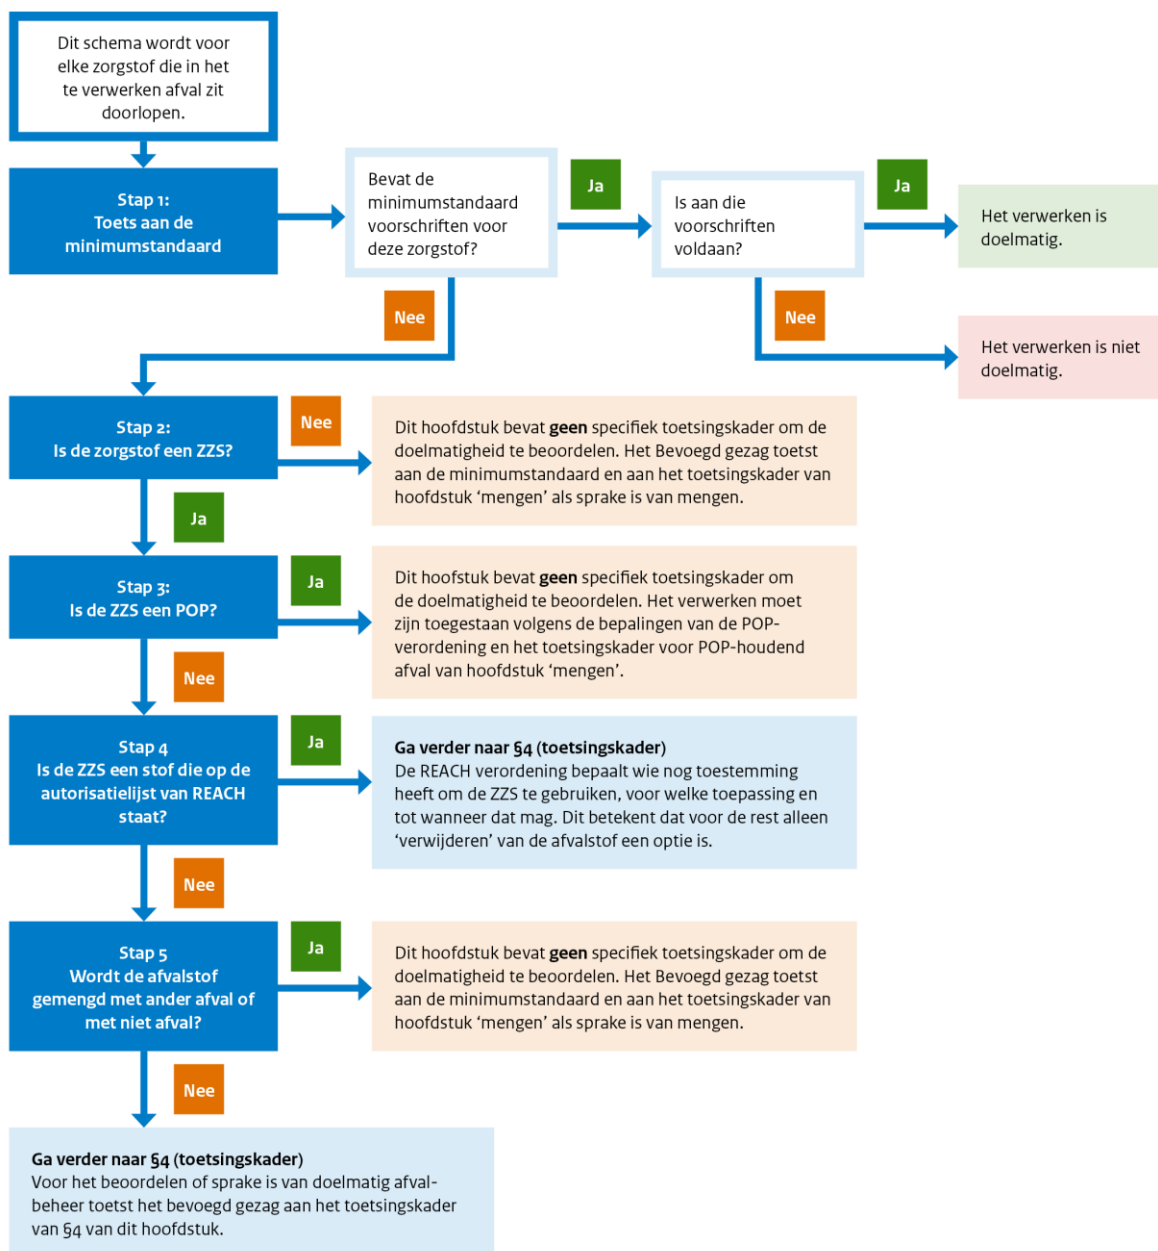 Dit schema wordt voor
elke zorgstof die in het
te verwerken afval zit
doorlopen.
Stap 1:
Toets aan de
minimumstandaard
Bevat de
minimumstandaard
voorschriften voor
deze zorgstof?
Ja
Is aan die
voorschriften
voldaan?
Ja
Het verwerken is
doelmatig.
Nee
Nee
Het verwerken is niet
doelmatig.
Stap 2:
Is de zorgstof een ZZS?
Nee
Dit hoofdstuk bevat geen specifiek toetsingskader om de
doelmatigheid te beoordelen. Het Bevoegd gezag toetst
aan de minimumstandaard en aan het toetsingskader van
hoofdstuk ‘mengen’ als sprake is van mengen.
Ja
Stap 3:
Is de ZZS een POP?
Ja
Dit hoofstuk bevat geen specifiek toetsingskader om
de doelmatigheid te beoordelen. Het verwerken moet
zijn toegestaan volgens de bepalingen van de POP-
verordening en het toetsingskader voor POP-houdend
afval van hoofdstuk ‘mengen’.
Nee
Stap 4
Is de ZZS een stof die op de
autorisatielijst van REACH
staat?
Ja
Ga verder naar §4 (toetsingskader)
De REACH verordening bepaalt wie nog toestemming
heeft om de ZZS te gebruiken, voor welke toepassing en
tot wanneer dat mag. Dit betekent dat voor de rest alleen
‘verwijderen’ van de afvalstof een optie is.
Nee
Stap 5
Wordt de afvalstof
gemengd met ander afval of
met niet afval?
Ja
Dit hoofdstuk bevat geen specifiek toetsingskader om de
doelmatigheid te beoordelen. Het Bevoegd gezag toetst
aan de minimumstandaard en aan het toetsingskader van
hoofdstuk ‘mengen’ als sprake is van mengen.
Nee
Ga verder naar §4 (toetsingskader)
Voor het beoordelen of sprake is van doelmatig afval-
beheer toetst het bevoegd gezag aan het toetsingskader
van §4 van dit hoofdstuk.